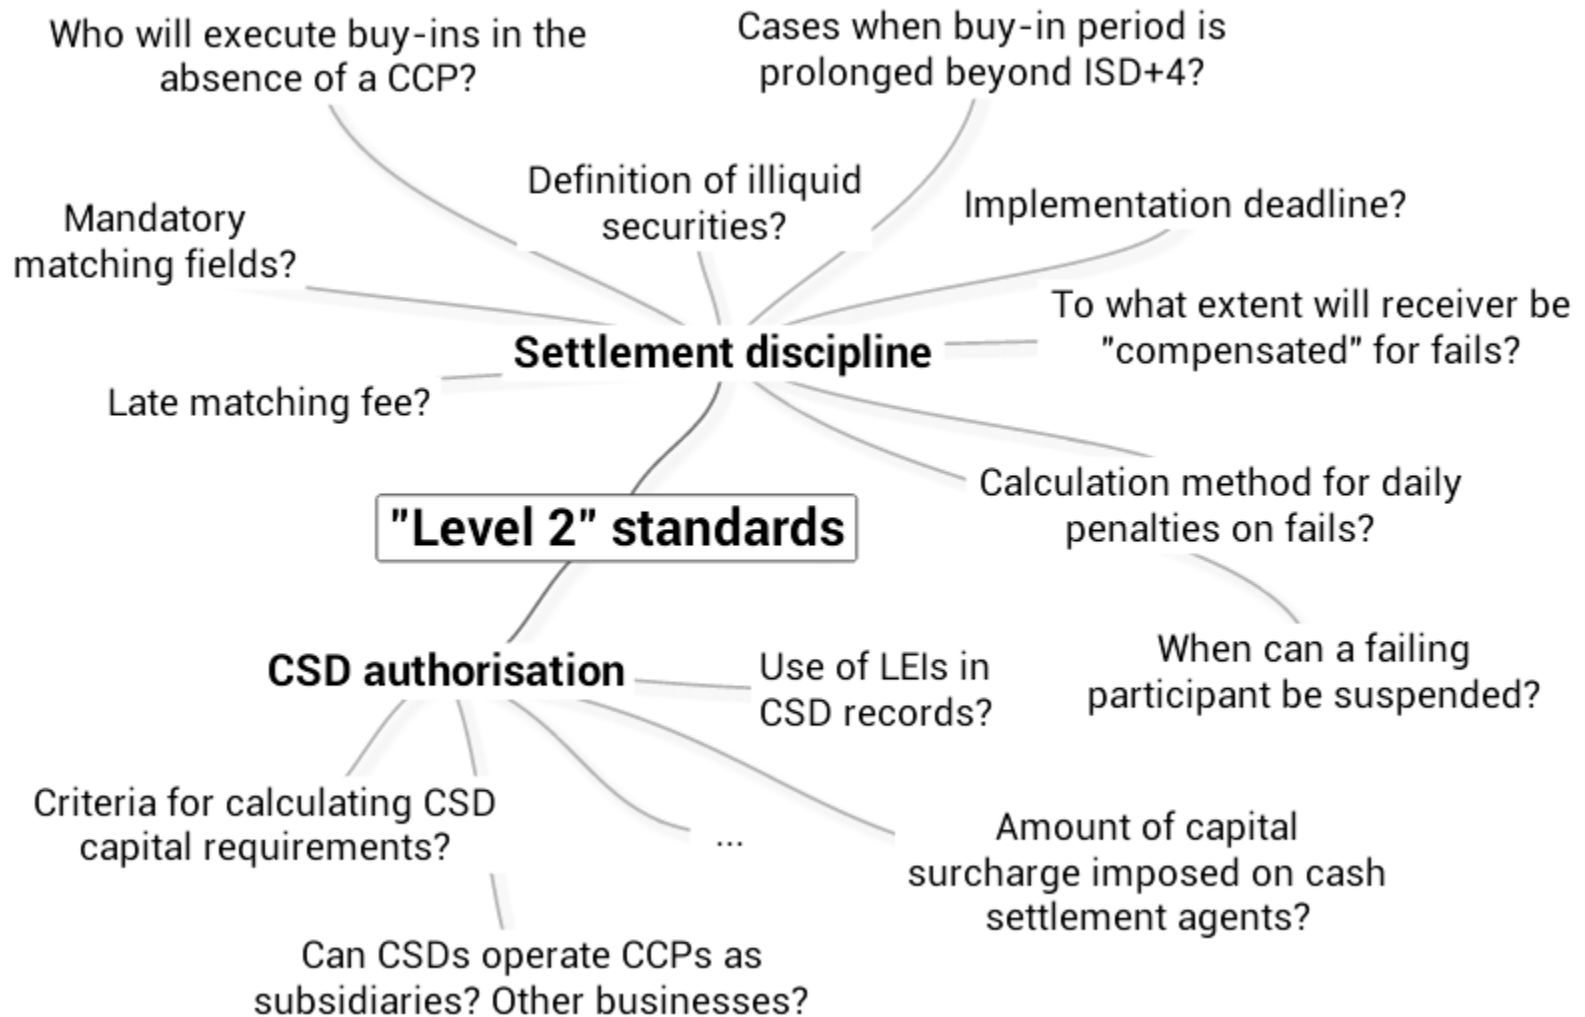 Who will execute buy-ins in the
absence of a CCP?
Cases when buy-in period is
prolonged beyond ISD+4?
Definition of illiquid
securities?
Implementation deadline?
Mandatory
matching fields?
To what extent will receiver be
"compensated" for fails?
Settlement discipline
Late matching fee?
Calculation method for daily
penalties on fails?
"Level 2" standards
When can a failing
participant be suspended?
CSD authorisation
Use of LEIs in
CSD records?
Criteria for calculating CSD
capital requirements?
...
Amount of capital
surcharge imposed on cash
settlement agents?
Can CSDs operate CCPs as
subsidiaries? Other businesses?